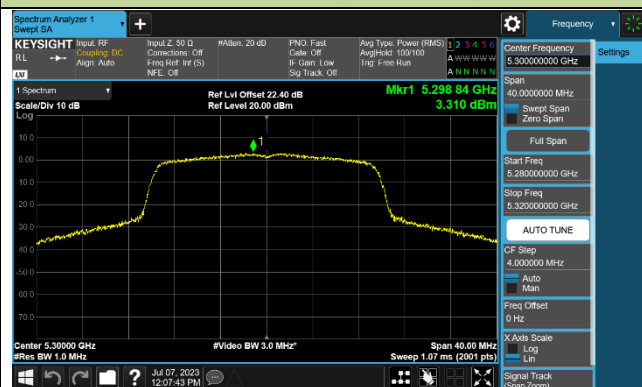 Spectrum Analyzer 1
Swept SA
+
Frequency
KEYSIGHT
R L
LXI
Input: RF
Coupling: DC
Align: Auto
Input Z: 50 Ω
Corrections: Off
Freq Ref: Int (S)
NFE: Off
#Atten: 20 dB
PNO: Fast
Gate: Off
IF Gain: Low
Sig Track: Off
Avg Type: Power (RMS)
Avg|Hold: 100/100
Trig: Free Run
1 2 3 4 5 6
A W W W W W
A N N N N N
1 Spectrum
Scale/Div 10 dB
Log
Ref Lvl Offset 22.40 dB
Ref Level 20.00 dBm
Mkr1 5.298 84 GHz
3.310 dBm
1
10.0
0.00
-10.0
-20.0
-30.0
-40.0
-50.0
-60.0
-70.0
Center 5.30000 GHz
#Res BW 1.0 MHz
#Video BW 3.0 MHz*
Span 40.00 MHz
Sweep 1.07 ms (2001 pts)
Center Frequency
5.300000000 GHz
Settings
Span
40.0000000 MHz
Swept Span
Zero Span
Full Span
Start Freq
5.280000000 GHz
Stop Freq
5.320000000 GHz
AUTO TUNE
CF Step
4.000000 MHz
Auto
Man
Freq Offset
0 Hz
X Axis Scale
Log
Lin
Signal Track
(Span Zoom)
?
Jul 07, 2023
12:07:43 PM